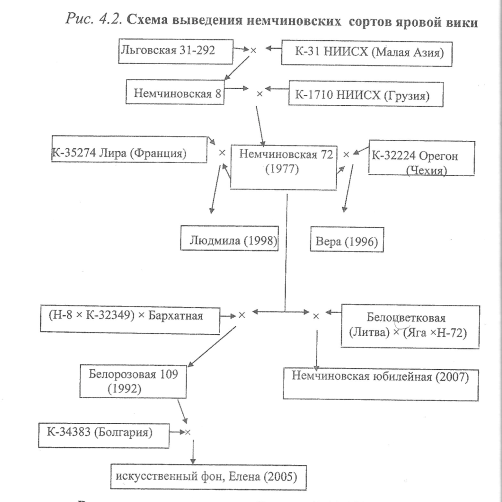 Рис. 4.2. Схема выведения немчиновских сортов яровой вики
Льговская 31-292
×
К-31 НИИСХ (Малая Азия)
Немчиновская 8
×
К-1710 НИИСХ (Грузия)
К-35274 Лира (Франция)
×
Немчиновская 72
(1977)
×
К-32224 Орегон
(Чехия)
Людмила (1998)
Вера (1996)
(Н-8 × К-32349) × Бархатная
×
×
Белоцветковая
(Литва) × (Яга ×Н-72)
Белорозовая 109
(1992)
Немчиновская юбилейная (2007)
К-34383 (Болгария)
×
искусственный фон, Елена (2005)